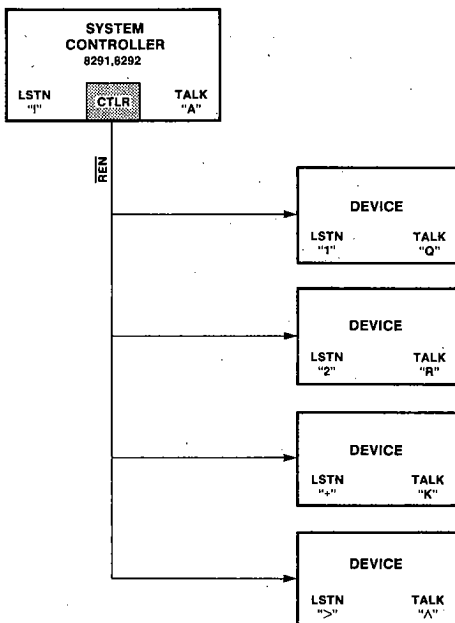 SYSTEM
CONTROLLER
8291,8292
LSTN CTLR TALK
"!" "A"
REN
DEVICE
LSTN TALK
"1" "Q"
DEVICE
LSTN TALK
"2" "R"
DEVICE
LSTN TALK
"+" "K"
DEVICE
LSTN TALK
">" "^"